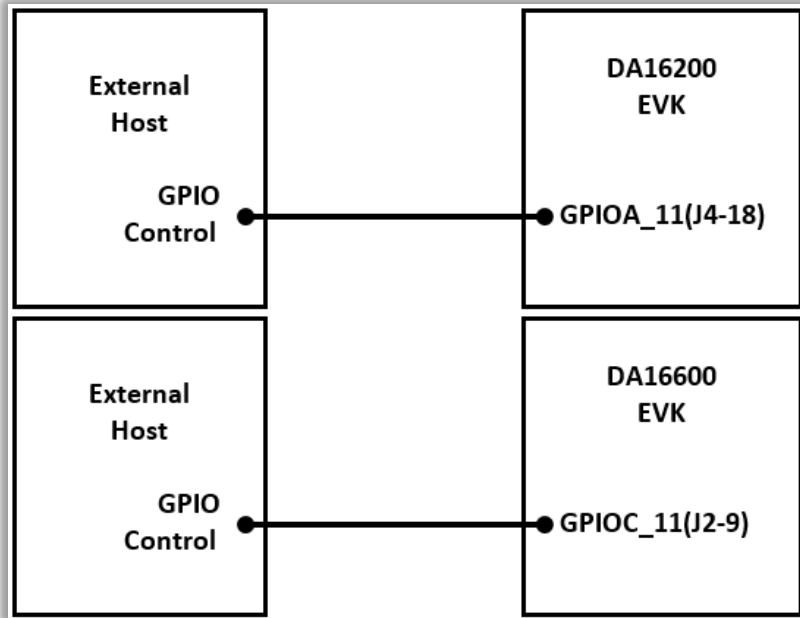 External
Host
GPIO
Control
DA16200
EVK
GPIOA_11(J4-18)
External
Host
GPIO
Control
DA16600
EVK
GPIOC_11(J2-9)